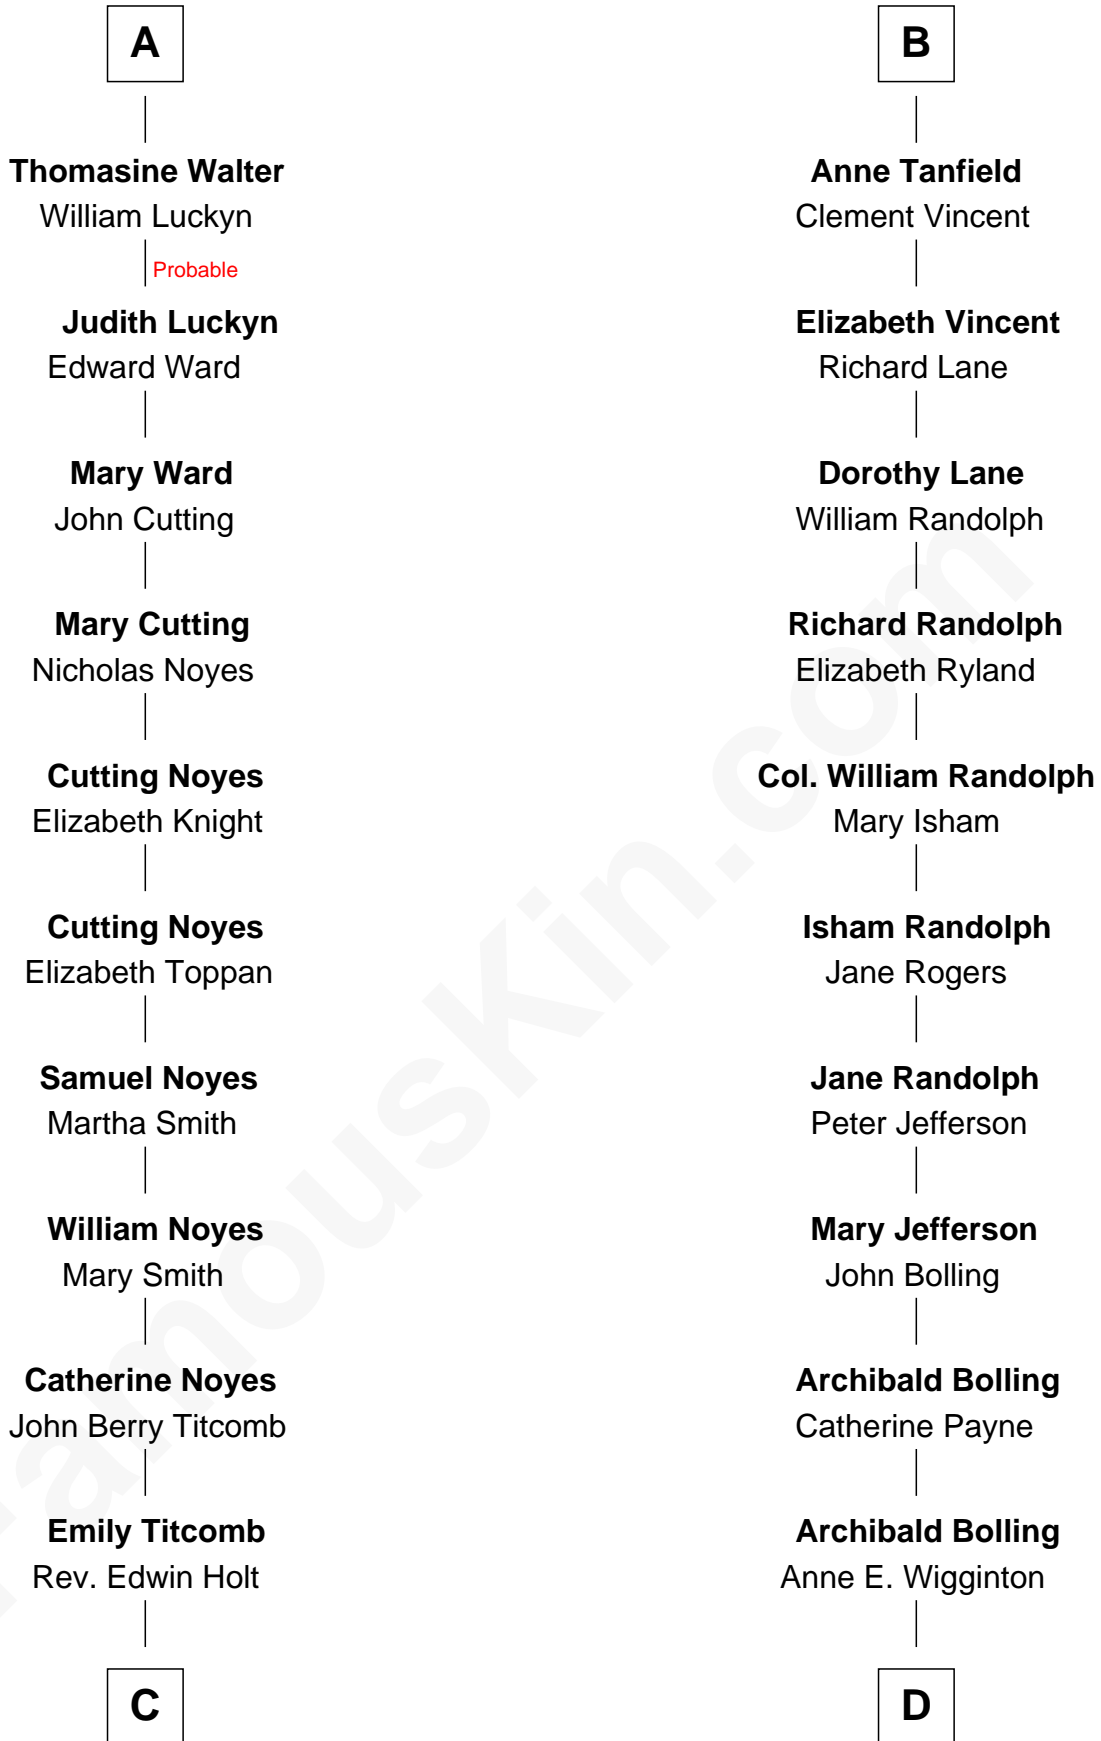 A
Thomasine Walter
William Luckyn
Probable
Judith Luckyn
Edward Ward
Mary Ward
John Cutting
Mary Cutting
Nicholas Noyes
Cutting Noyes
Elizabeth Knight
Cutting Noyes
Elizabeth Toppan
Samuel Noyes
Martha Smith
William Noyes
Mary Smith
Catherine Noyes
John Berry Titcomb
Emily Titcomb
Rev. Edwin Holt
C
B
Anne Tanfield
Clement Vincent
Elizabeth Vincent
Richard Lane
Dorothy Lane
William Randolph
Richard Randolph
Elizabeth Ryland
Col. William Randolph
Mary Isham
Isham Randolph
Jane Rogers
Jane Randolph
Peter Jefferson
Mary Jefferson
John Bolling
Archibald Bolling
Catherine Payne
Archibald Bolling
Anne E. Wigginton
D
FamousKin.com